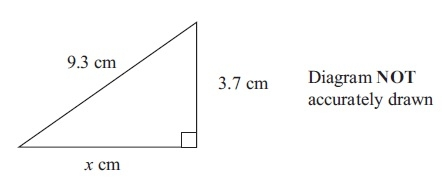 9.3 cm
3.7 cm
Diagram NOT
accurately drawn
x cm